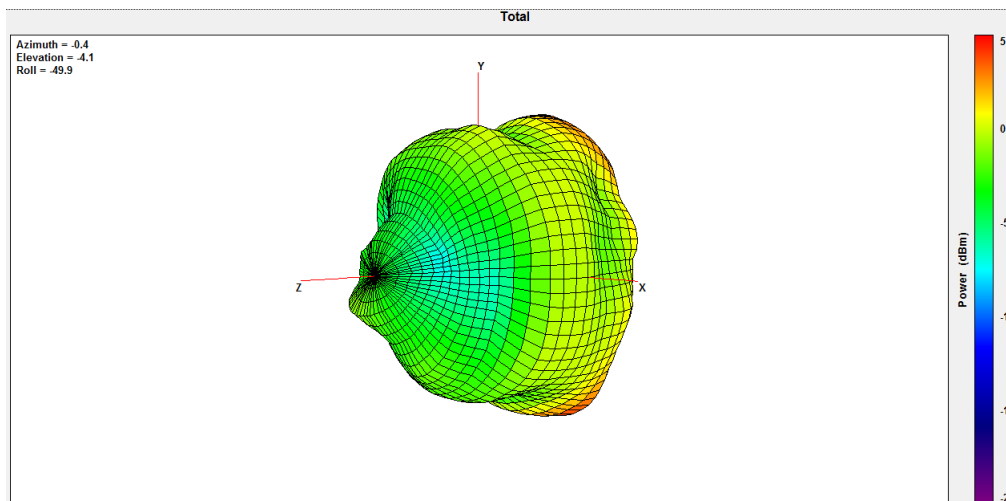 Total
Azimuth = -0.4
Elevation = -4.1
Roll = -49.9
Y
Z
X
5
0
Power (dBm)